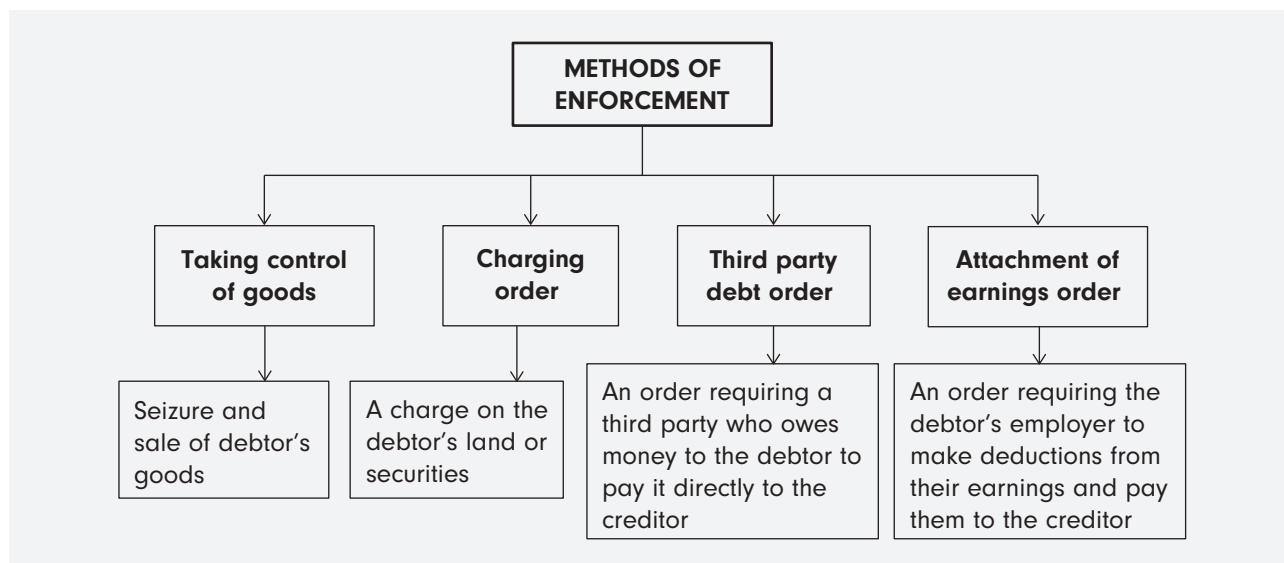 METHODS OF
ENFORCEMENT
Taking control
of goods
Charging
order
Third party
debt order
Attachment of
earnings order
Seizure and
sale of debtor’s
goods
A charge on the
debtor’s land or
securities
An order requiring a
third party who owes
money to the debtor to
pay it directly to the
creditor
An order requiring the
debtor’s employer to
make deductions from
their earnings and pay
them to the creditor